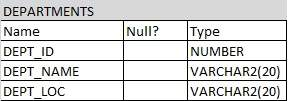 DEPARTMENTS
Name Null? Type
DEPT_ID NUMBER
DEPT_NAME VARCHAR2(20)
DEPT_LOC VARCHAR2(20)